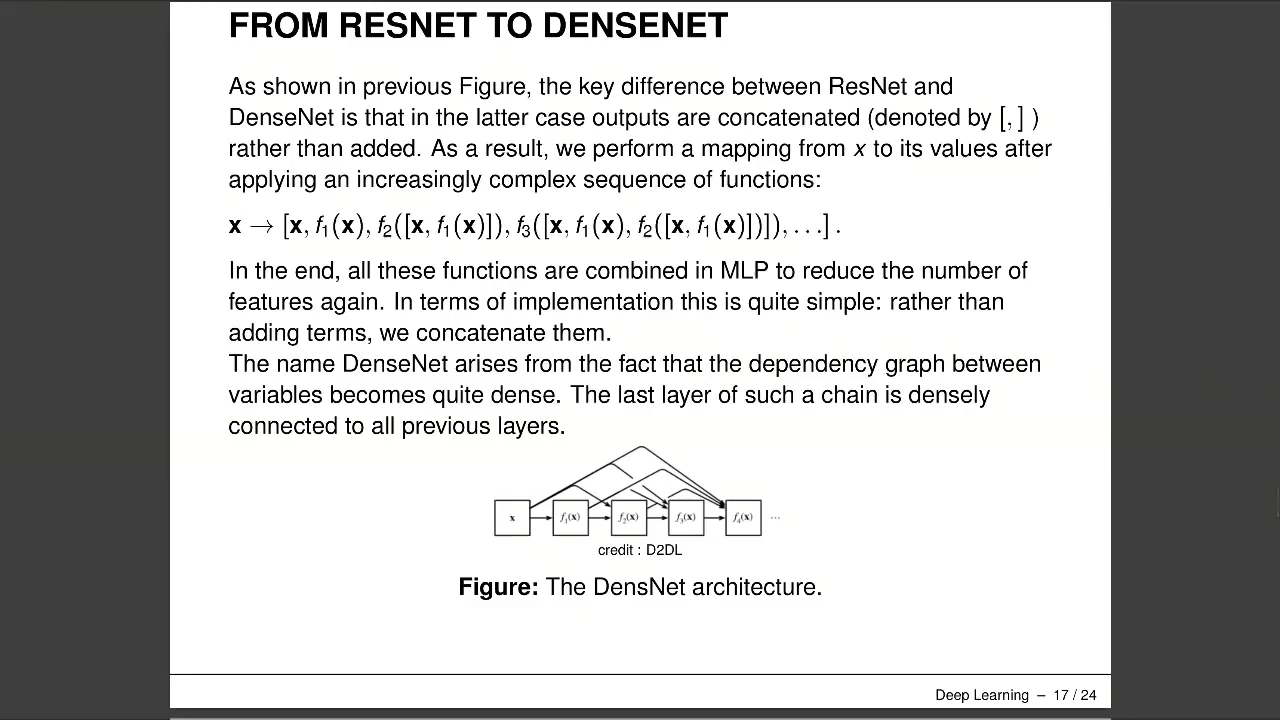 FROM RESNET TO DENSENET
As shown in previous Figure, the key difference between ResNet and
DenseNet is that in the latter case outputs are concatenated (denoted by [, ] )
rather than added. As a result, we perform a mapping from x to its values after
applying an increasingly complex sequence of functions:
x → [x, f₁(x), f₂([x, f₁(x)]), f₃([x, f₁(x), f₂([x, f₁(x)])]), . . .] .
In the end, all these functions are combined in MLP to reduce the number of
features again. In terms of implementation this is quite simple: rather than
adding terms, we concatenate them.
The name DenseNet arises from the fact that the dependency graph between
variables becomes quite dense. The last layer of such a chain is densely
connected to all previous layers.
x f₁(x) f₂(x) f₃(x) f₄(x) ...
credit : D2DL
Figure: The DensNet architecture.
Deep Learning – 17 / 24